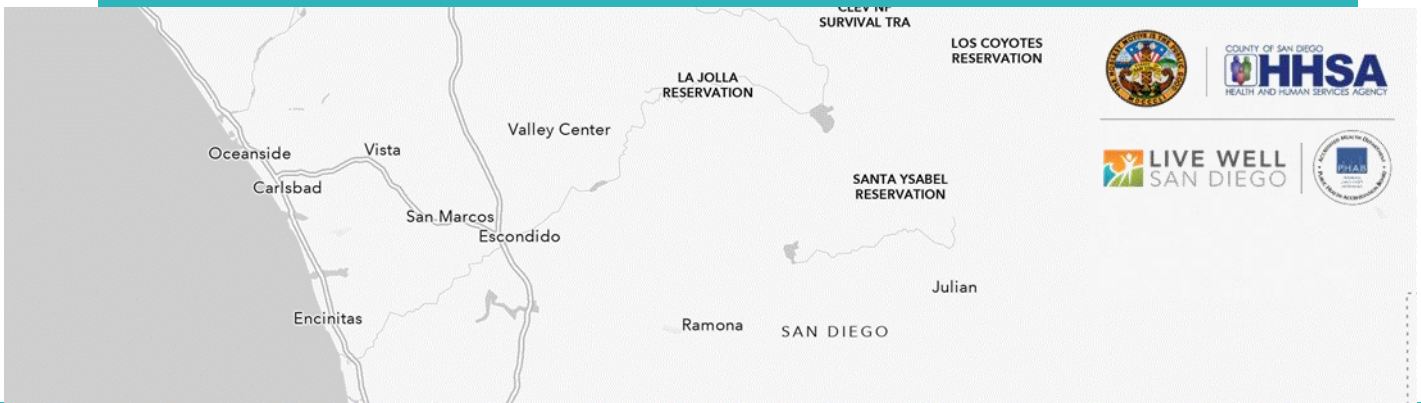 CLEV NF
SURVIVAL TRA
LOS COYOTES
RESERVATION
LA JOLLA
RESERVATION
Valley Center
Oceanside
Vista
Carlsbad
SANTA YSABEL
RESERVATION
San Marcos
Escondido
Julian
Encinitas
Ramona
SAN DIEGO
COUNTY OF SAN DIEGO
HHSA
HEALTH AND HUMAN SERVICES AGENCY
LIVE WELL
SAN DIEGO
PHAB